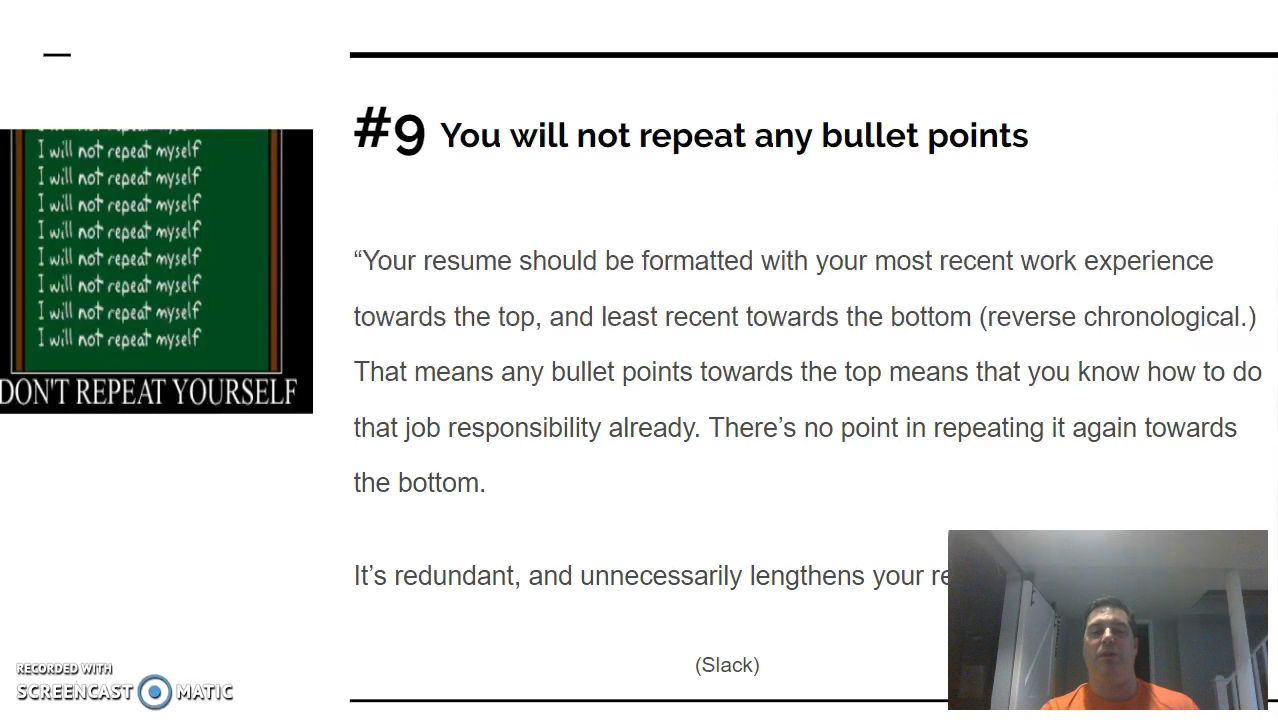 #9 You will not repeat any bullet points
I will not repeat myself
I will not repeat myself
I will not repeat myself
I will not repeat myself
I will not repeat myself
I will not repeat myself
I will not repeat myself
I will not repeat myself
DON'T REPEAT YOURSELF
“Your resume should be formatted with your most recent work experience
towards the top, and least recent towards the bottom (reverse chronological.)
That means any bullet points towards the top means that you know how to do
that job responsibility already. There’s no point in repeating it again towards
the bottom.
It’s redundant, and unnecessarily lengthens your
(Slack)
RECORDED WITH
SCREENCAST MATIC